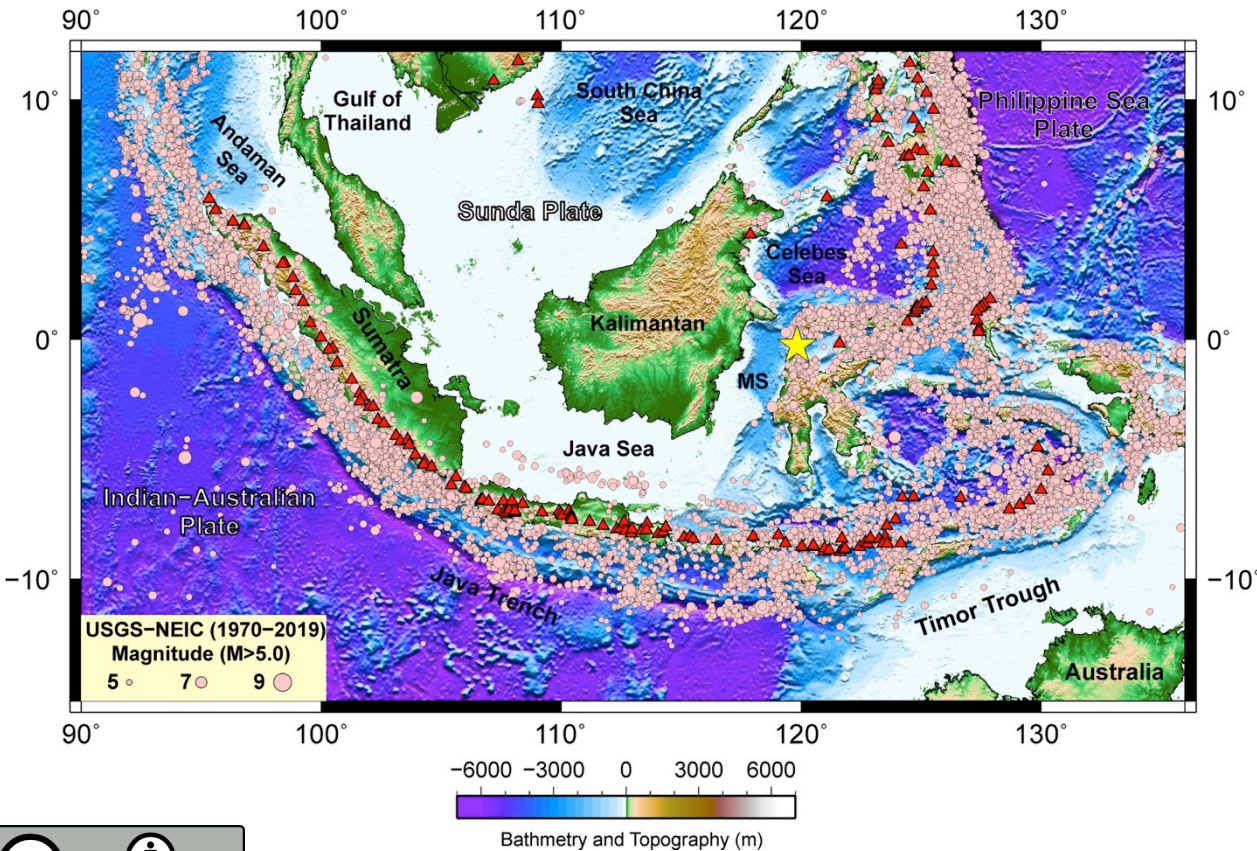 90° 100° 110° 120° 130°
10° 10°
0° 0°
−10° −10°
90° 100° 110° 120° 130°
Gulf of
Thailand
South China
Sea
Philippine Sea
Plate
Andaman
Sea
Sunda Plate
Celebes
Sea
Sumatra
Kalimantan
MS
Java Sea
Indian−Australian
Plate
Java Trench
Timor Trough
Australia
USGS−NEIC (1970−2019)
Magnitude (M>5.0)
5 7 9
−6000 −3000 0 3000 6000
Bathmetry and Topography (m)